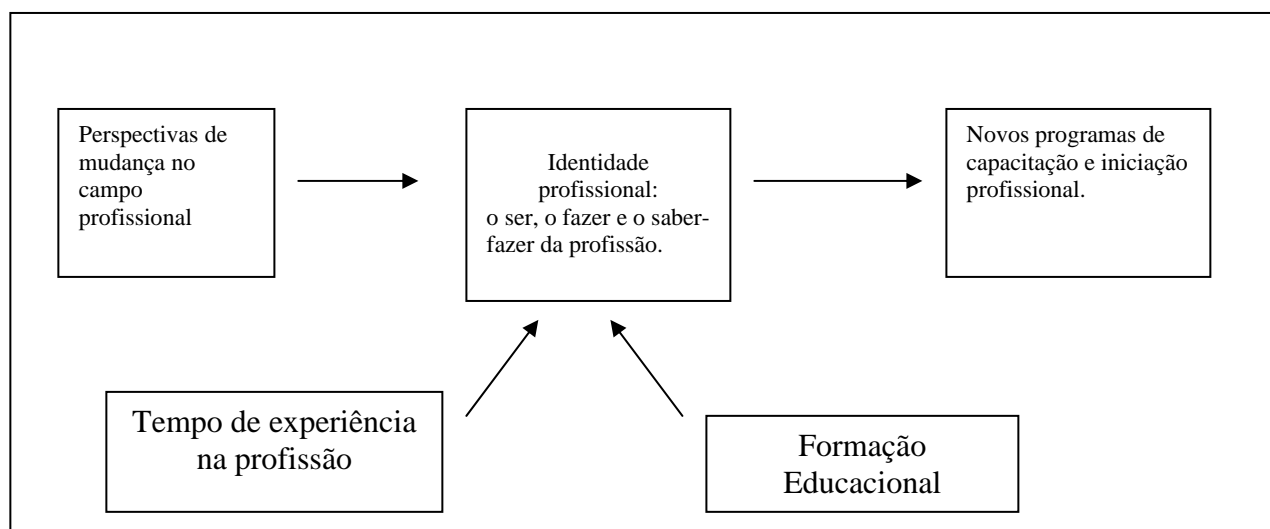 Perspectivas de
mudança no
campo
profissional
Identidade
profissional:
o ser, o fazer e o saber-
fazer da profissão.
Novos programas de
capacitação e iniciação
profissional.
Tempo de experiência
na profissão
Formação
Educacional